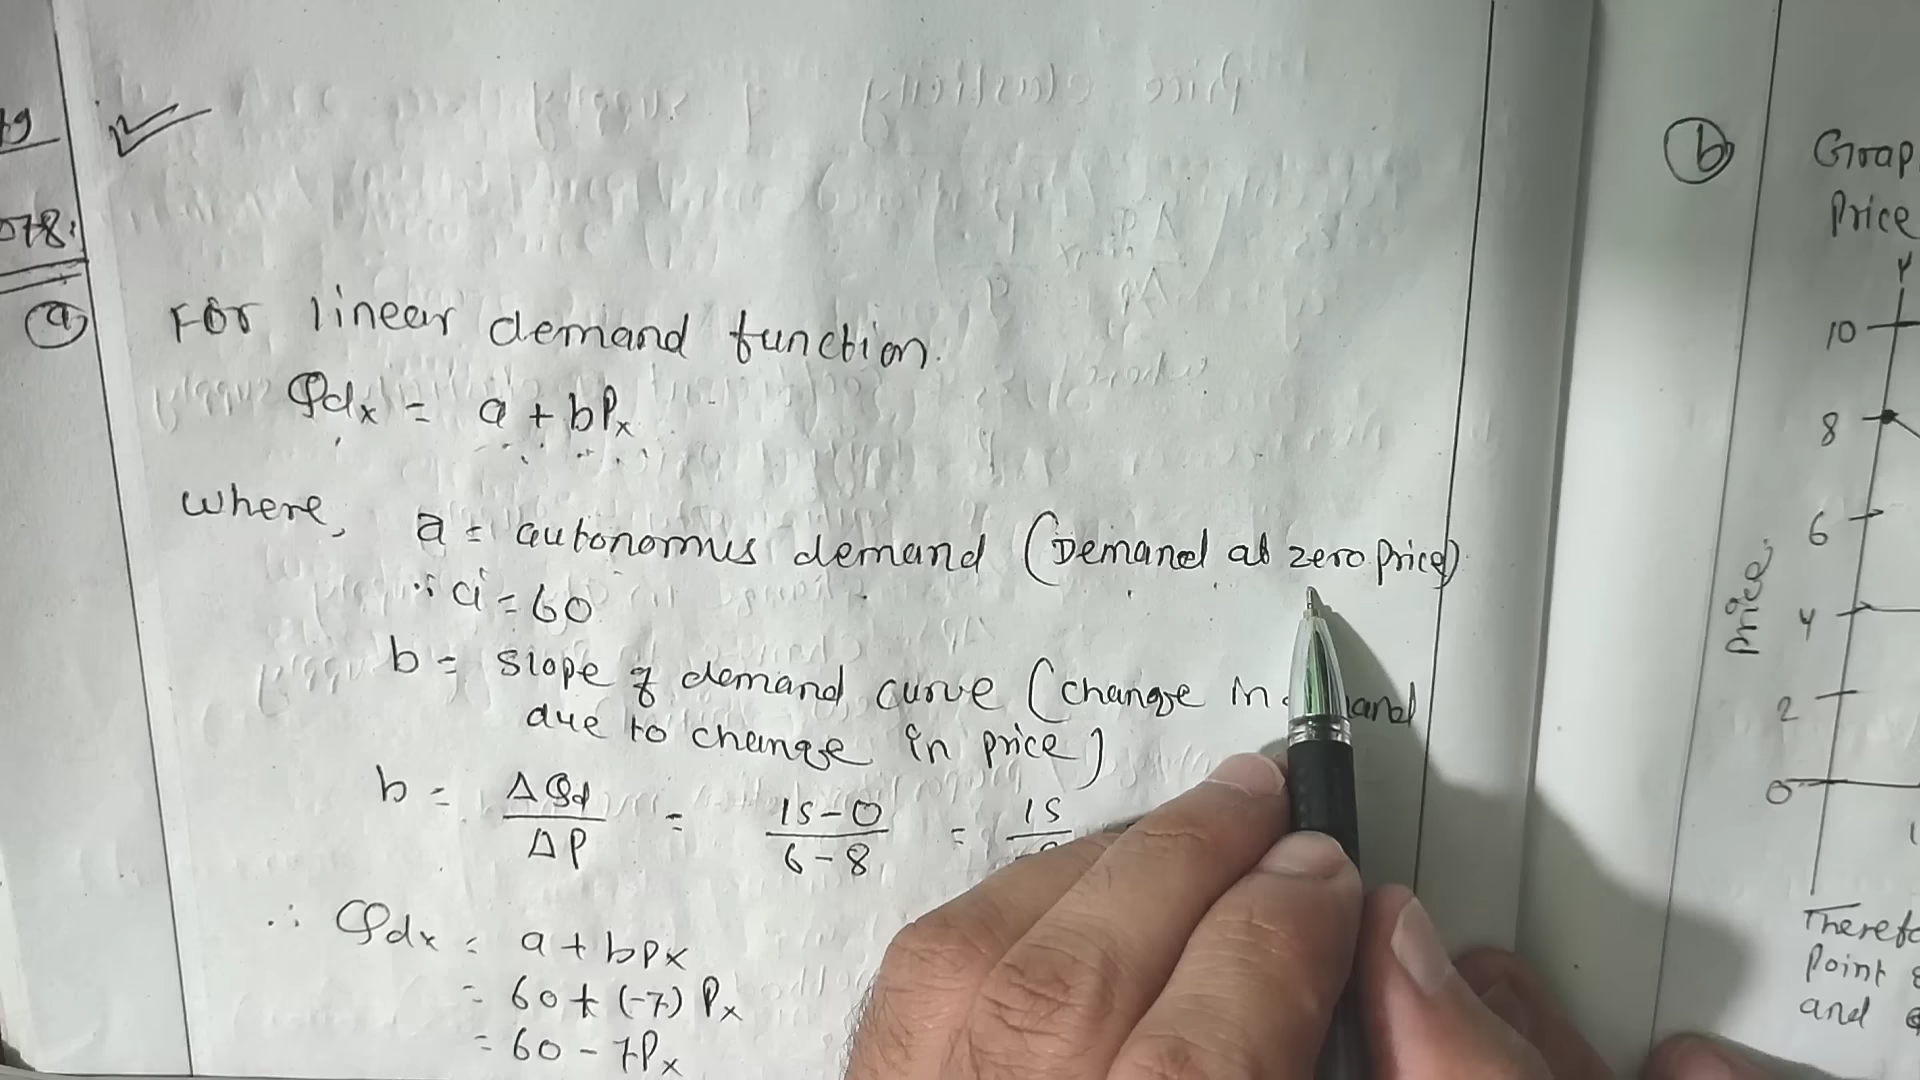 19
078:
a
For linear demand function.
Qdx = a + bPx
where, a = autonomus demand (Demand at zero price)
∴ a = 60
b = slope of demand curve (change in
due to change in price)
b = ΔQd/ΔP = 15-0/6-8 = 15
∴ Qdx = a + bPx
= 60 + (-7) Px
= 60 - 7Px
b
Grap
Price
Y
10
8
6
4
2
0
Price
Therefo
Point
and